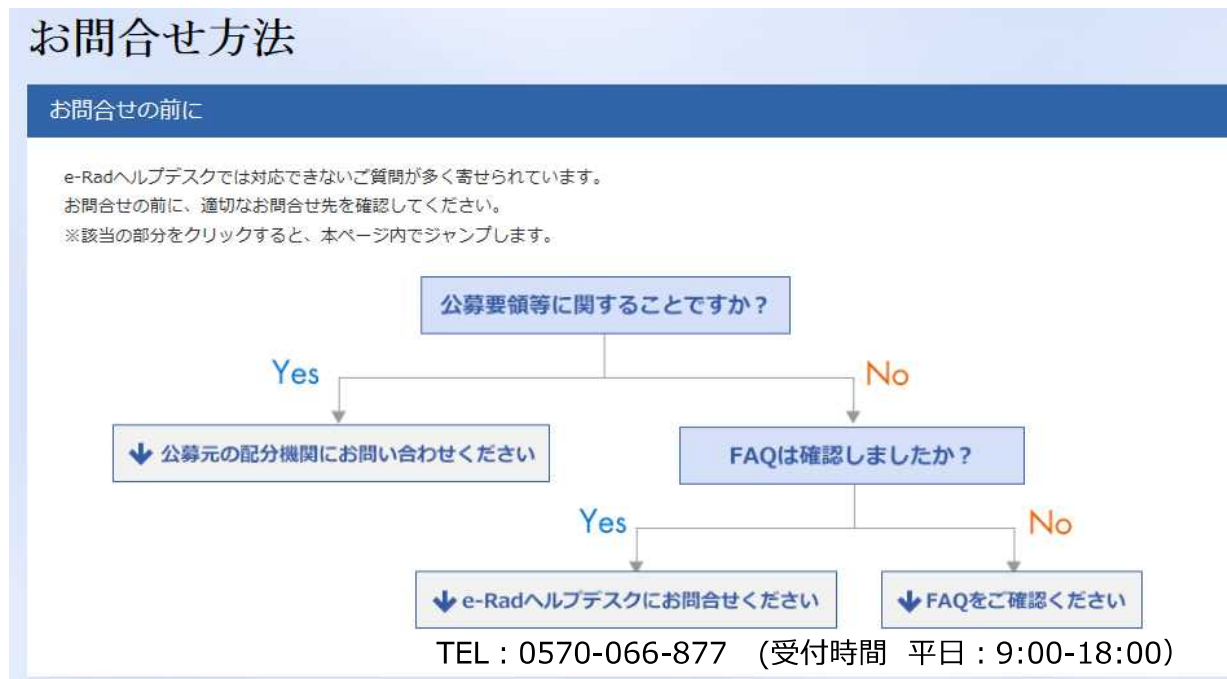 お問合せ方法
お問合せの前に
e-Radヘルプデスクでは対応できないご質問が多く寄せられています。
お問合せの前に、適切なお問合せ先を確認してください。
※該当の部分をクリックすると、本ページ内でジャンプします。
公募要領等に関することですか？
Yes
No
公募元の配分機関にお問い合わせください
FAQは確認しましたか？
Yes
No
e-Radヘルプデスクにお問合せください
FAQをご確認ください
TEL：0570-066-877 (受付時間 平日：9:00-18:00)